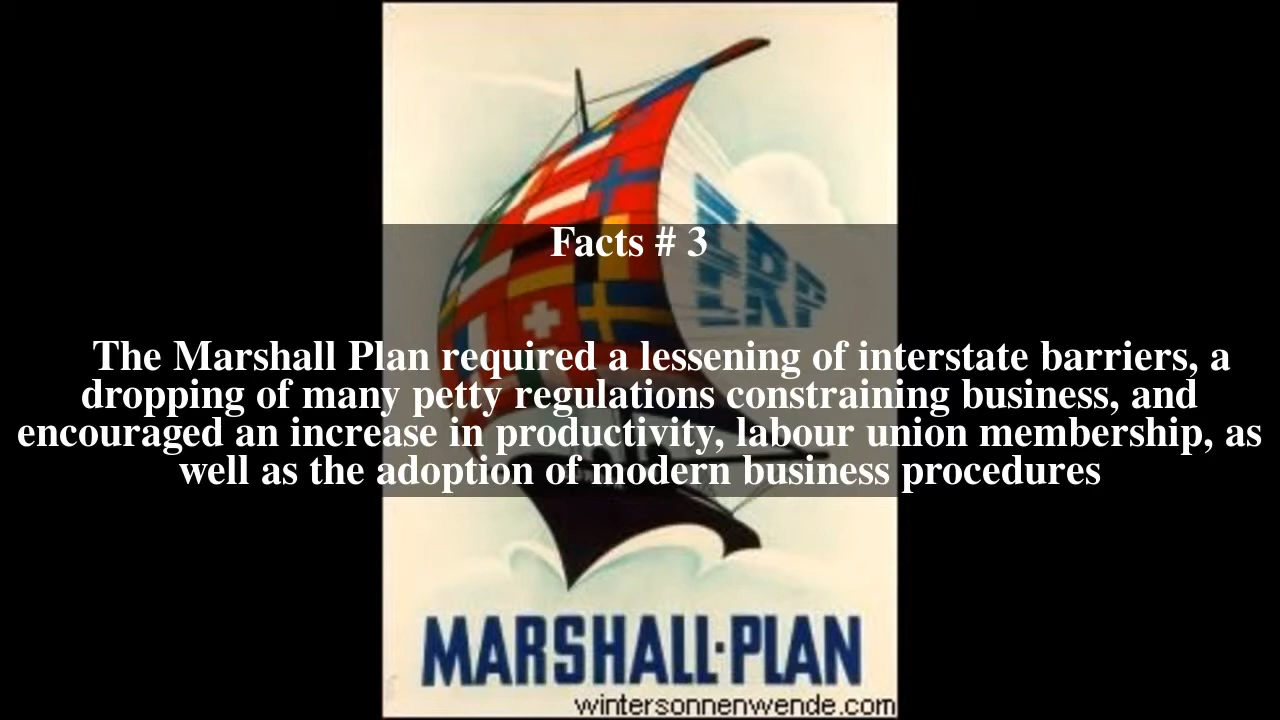 ERP
Facts # 3
The Marshall Plan required a lessening of interstate barriers, a
dropping of many petty regulations constraining business, and
encouraged an increase in productivity, labour union membership, as
well as the adoption of modern business procedures
MARSHALL·PLAN
wintersonnenwende.com